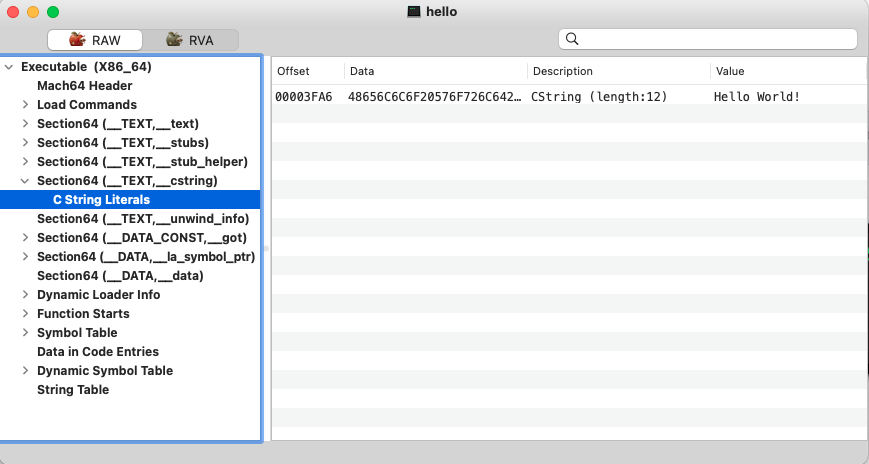 hello
RAW RVA
Executable (X86_64)
Mach64 Header
Load Commands
Section64 (__TEXT,__text)
Section64 (__TEXT,__stubs)
Section64 (__TEXT,__stub_helper)
Section64 (__TEXT,__cstring)
C String Literals
Section64 (__TEXT,__unwind_info)
Section64 (__DATA_CONST,__got)
Section64 (__DATA,__la_symbol_ptr)
Section64 (__DATA,__data)
Dynamic Loader Info
Function Starts
Symbol Table
Data in Code Entries
Dynamic Symbol Table
String Table
Offset Data Description Value
00003FA6 48656C6C6F20576F726C642… CString (length:12) Hello World!